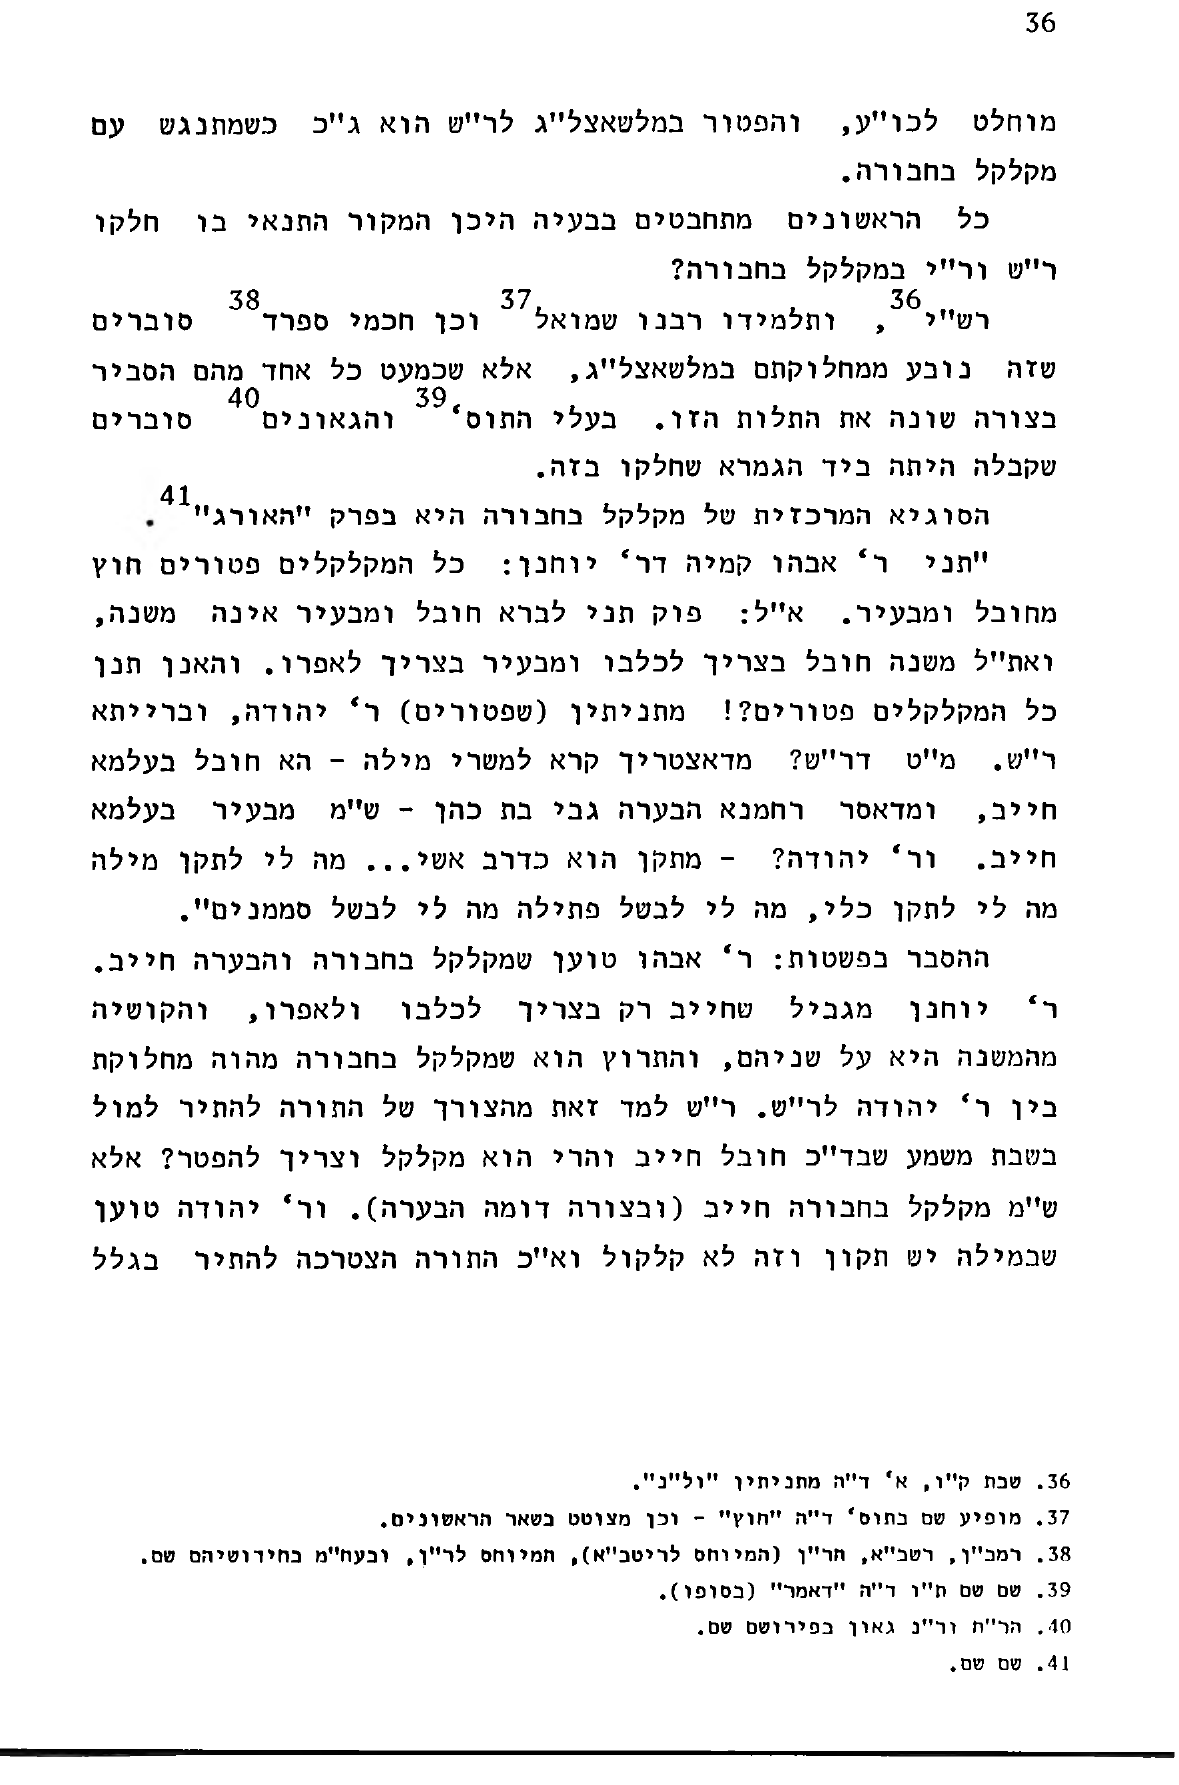 36
מוחלט לכו"ע, והפטור במלשאצל"ג לר"ש הוא ג"כ כשמתנגש עם
מקלקל בחבורה.
כל הראשונים מתחבטים בבעיה היכן המקור התנאי בו חלקו
ר"ש ור"י במקלקל בחבורה?
רש"י36, ותלמידו רבנו שמואל37 וכן חכמי ספרד38 סוברים
שזה נובע ממחלוקתם במלשאצל"ג, אלא שכמעט כל אחד מהם הסביר
בצורה שונה את התלות הזו. בעלי התוס'39 והגאונים40 סוברים
שקבלה היתה ביד הגמרא שחלקו בזה.
הסוגיא המרכזית של מקלקל בחבורה היא בפרק "האורג"41.
"תני ר' אבהו קמיה דר' יוחנן: כל המקלקלים פטורים חוץ
מחובל ומבעיר. א"ל: פוק תני לברא חובל ומבעיר אינה משנה,
ואת"ל משנה חובל בצריך לכלבו ומבעיר בצריך לאפרו. והאנן תנן
כל המקלקלים פטורים?! מתניתין (שפטורים) ר' יהודה, וברייתא
ר"ש. מ"ט דר"ש? מדאצטריך קרא למשרי מילה - הא חובל בעלמא
חייב, ומדאסר רחמנא הבערה גבי בת כהן - ש"מ מבעיר בעלמא
חייב. ור' יהודה? - מתקן הוא כדרב אשי... מה לי לתקן מילה
מה לי לתקן כלי, מה לי לבשל פתילה מה לי לבשל סממנים".
ההסבר בפשטות: ר' אבהו טוען שמקלקל בחבורה והבערה חייב.
ר' יוחנן מגביל שחייב רק בצריך לכלבו ולאפרו, והקושיה
מהמשנה היא על שניהם, והתרוץ הוא שמקלקל בחבורה מהוה מחלוקת
בין ר' יהודה לר"ש. ר"ש למד זאת מהצורך של התורה להתיר למול
בשבת משמע שבד"כ חובל חייב והרי הוא מקלקל וצריך להפטר? אלא
ש"מ מקלקל בחבורה חייב (ובצורה דומה הבערה). ור' יהודה טוען
שבמילה יש תקון וזה לא קלקול וא"כ התורה הצטרכה להתיר בגלל
36. שבת ק"ו, א' ד"ה מתניתין "ול"נ".
37. מופיע שם בתוס' ד"ה "חוץ" - וכן מצוטט בשאר הראשונים.
38. רמב"ן, רשב"א, חר"ן (המיוחס לריטב"א), המיוחס לר"ן, ובעח"מ בחידושיהם שם.
39. שם שם ת"ו ד"ה "דאמר" (בסופו).
40. הר"ח ור"נ גאון בפירושם שם.
41. שם שם.